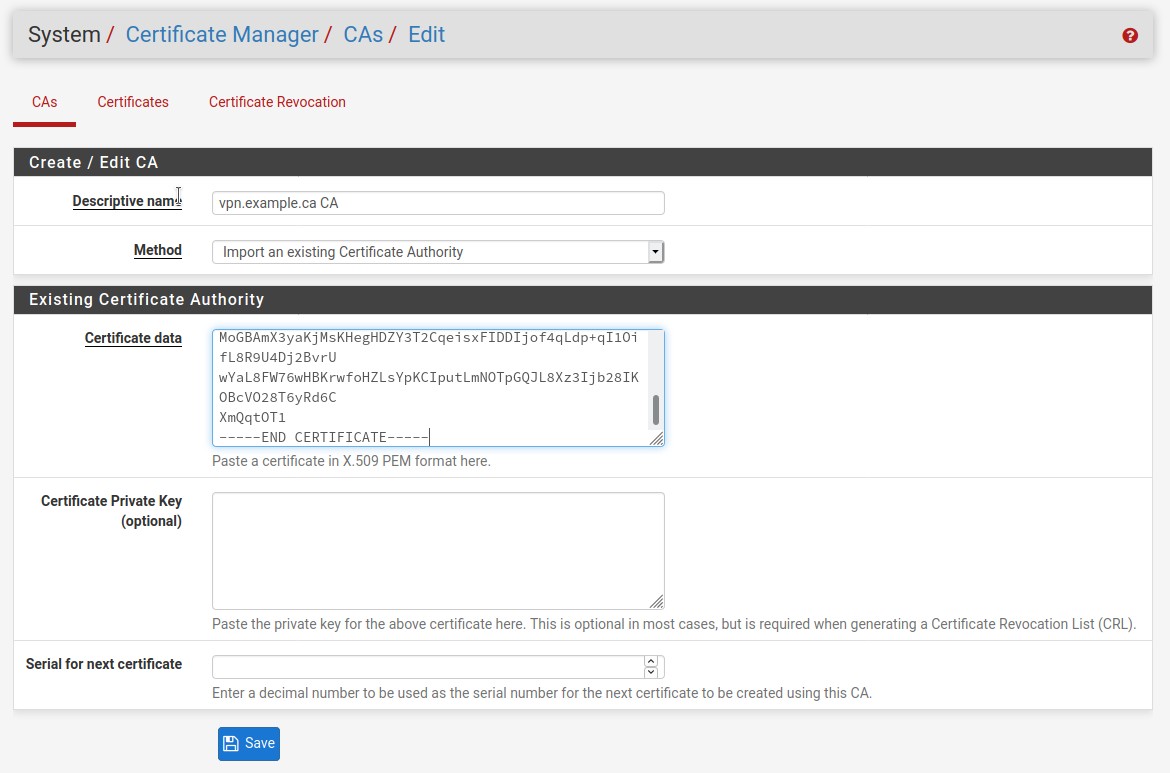 System / Certificate Manager / CAs / Edit
CAs Certificates Certificate Revocation
Create / Edit CA
Descriptive name vpn.example.ca CA
Method Import an existing Certificate Authority
Existing Certificate Authority
Certificate data
MoGBAmX3yaKjMsKHegHDZY3T2CqeisxFIDDIjof4qLdp+qI1Oi
fL8R9U4Dj2BvrU
wYaL8FW76wHBKrwfoHZLsYpKCIputLmNOTpGQJL8Xz3Ijb28IK
OBcVO28T6yRd6C
XmQqtOT1
-----END CERTIFICATE-----
Paste a certificate in X.509 PEM format here.
Certificate Private Key
(optional)
Paste the private key for the above certificate here. This is optional in most cases, but is required when generating a Certificate Revocation List (CRL).
Serial for next certificate
Enter a decimal number to be used as the serial number for the next certificate to be created using this CA.
Save